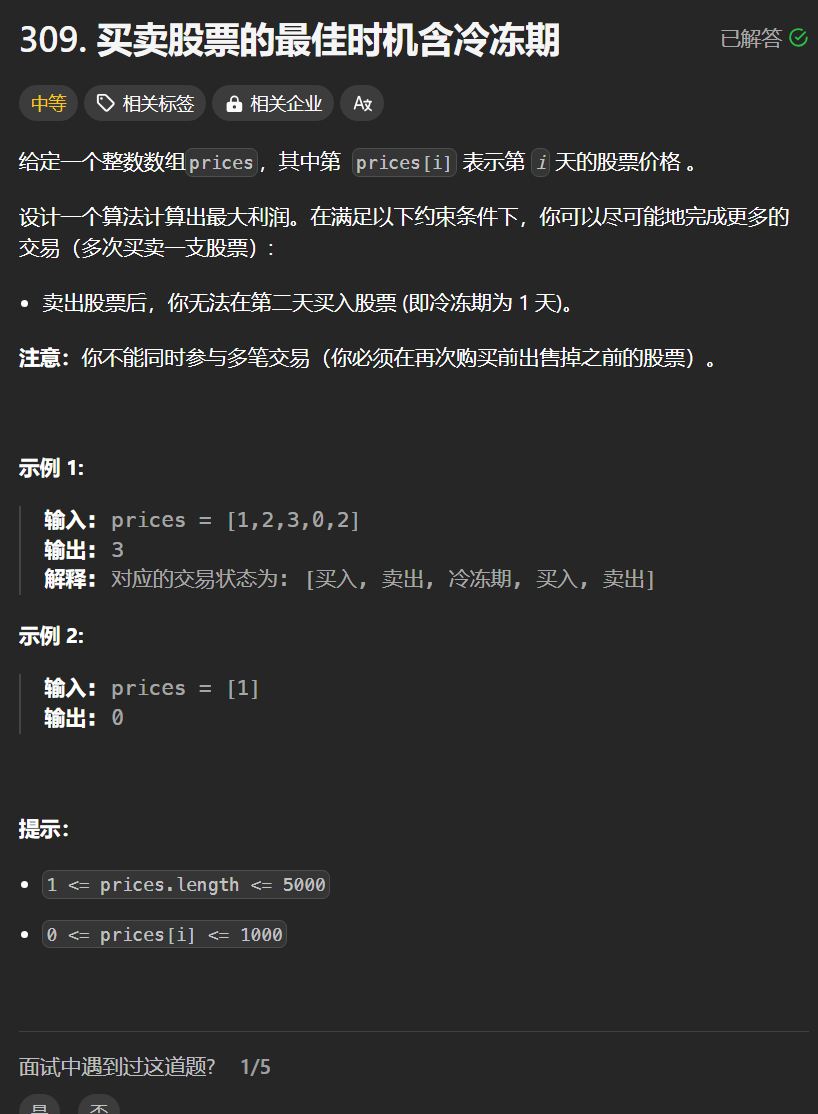 309. 买卖股票的最佳时机含冷冻期
已解答
中等
相关标签
相关企业
给定一个整数数组prices，其中第 prices[i] 表示第 i 天的股票价格 。
设计一个算法计算出最大利润。在满足以下约束条件下，你可以尽可能地完成更多的
交易（多次买卖一支股票）:
• 卖出股票后，你无法在第二天买入股票 (即冷冻期为 1 天)。
注意：你不能同时参与多笔交易（你必须在再次购买前出售掉之前的股票）。
示例 1:
输入: prices = [1,2,3,0,2]
输出: 3
解释: 对应的交易状态为: [买入, 卖出, 冷冻期, 买入, 卖出]
示例 2:
输入: prices = [1]
输出: 0
提示：
• 1 <= prices.length <= 5000
• 0 <= prices[i] <= 1000
面试中遇到过这道题? 1/5
是
否